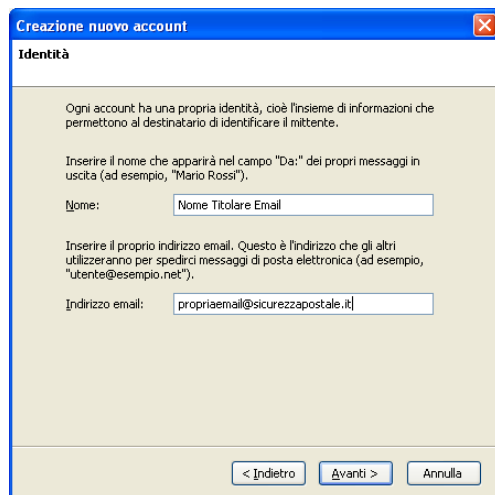 Creazione nuovo account
Identità
Ogni account ha una propria identità, cioè l'insieme di informazioni che
permettono al destinatario di identificare il mittente.
Inserire il nome che apparirà nel campo "Da:" dei propri messaggi in
uscita (ad esempio, "Mario Rossi").
Nome: Nome Titolare Email
Inserire il proprio indirizzo email. Questo è l'indirizzo che gli altri
utilizzeranno per spedirci messaggi di posta elettronica (ad esempio,
"utente@esempio.net").
Indirizzo email: propriaemail@sicurezzapostale.it
< Indietro Avanti > Annulla